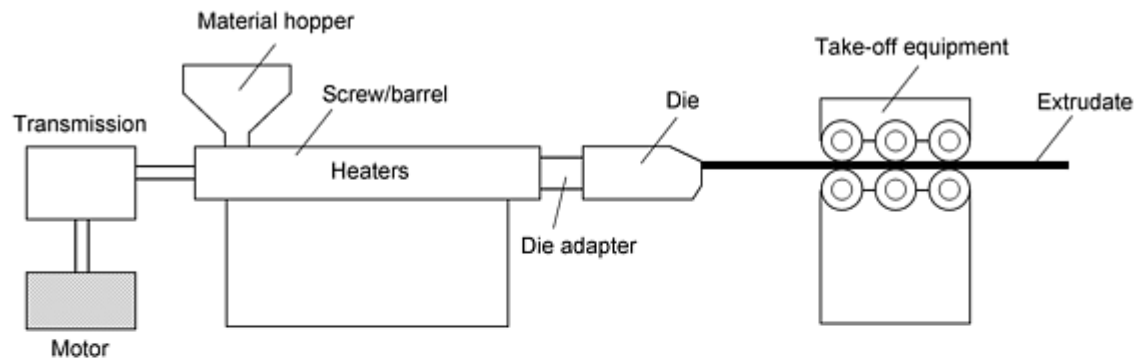 Material hopper
Take-off equipment
Screw/barrel
Die
Extrudate
Transmission
Heaters
Die adapter
Motor